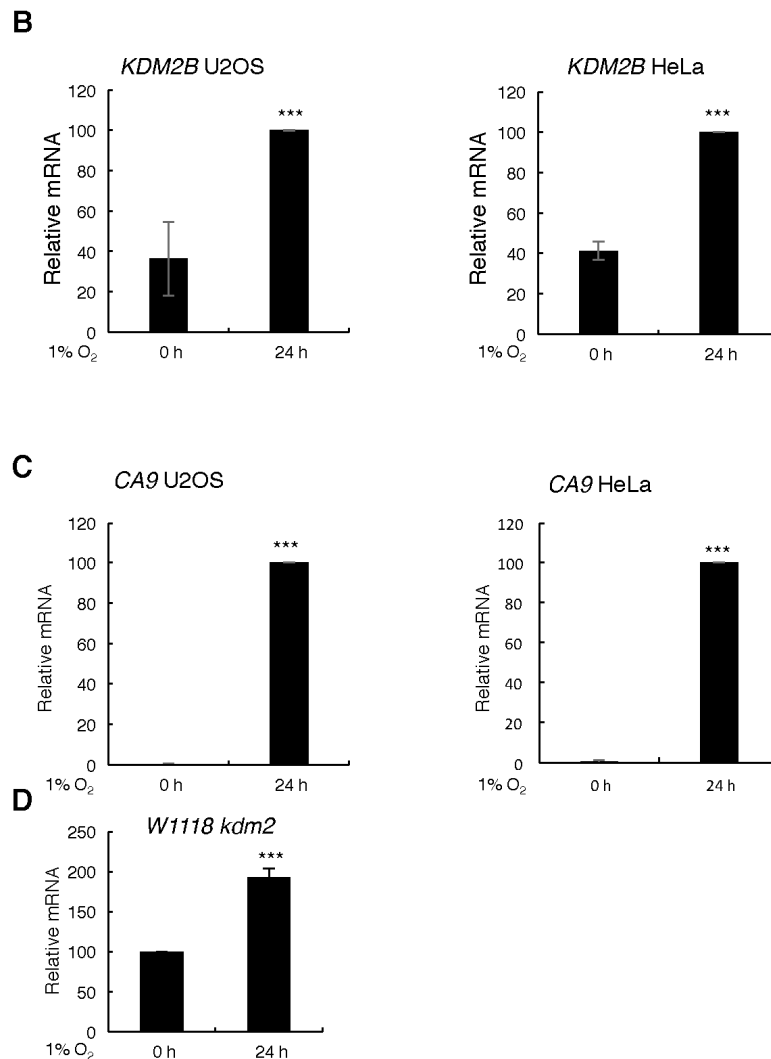 B
KDM2B U2OS
KDM2B HeLa
Relative mRNA
120
100
80
60
40
20
0
***
1% O₂
0 h
24 h
Relative mRNA
120
100
80
60
40
20
0
***
1% O₂
0 h
24 h
C
CA9 U2OS
CA9 HeLa
Relative mRNA
120
100
80
60
40
20
0
***
1% O₂
0 h
24 h
Relative mRNA
120
100
80
60
40
20
0
***
1% O₂
0 h
24 h
D
W1118 kdm2
Relative mRNA
250
200
150
100
50
0
***
1% O₂
0 h
24 h